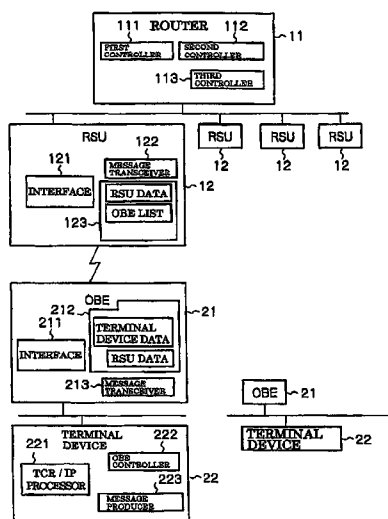 111
112
ROUTER
11
FIRST CONTROLLER
SECOND CONTROLLER
113
THIRD CONTROLLER
RSU
122
121
MESSAGE TRANSCEIVER
INTERFACE
12
RSU DATA
OBE LIST
123
RSU
RSU
RSU
12
12
12
OBE
212
21
211
TERMINAL DEVICE DATA
INTERFACE
RSU DATA
213
MESSAGE TRANSCEIVER
OBE
21
TERMINAL DEVICE
22
TERMINAL DEVICE
222
221
OBE CONTROLLER
TCR / IP PROCESSOR
223
22
MESSAGE PRODUCER